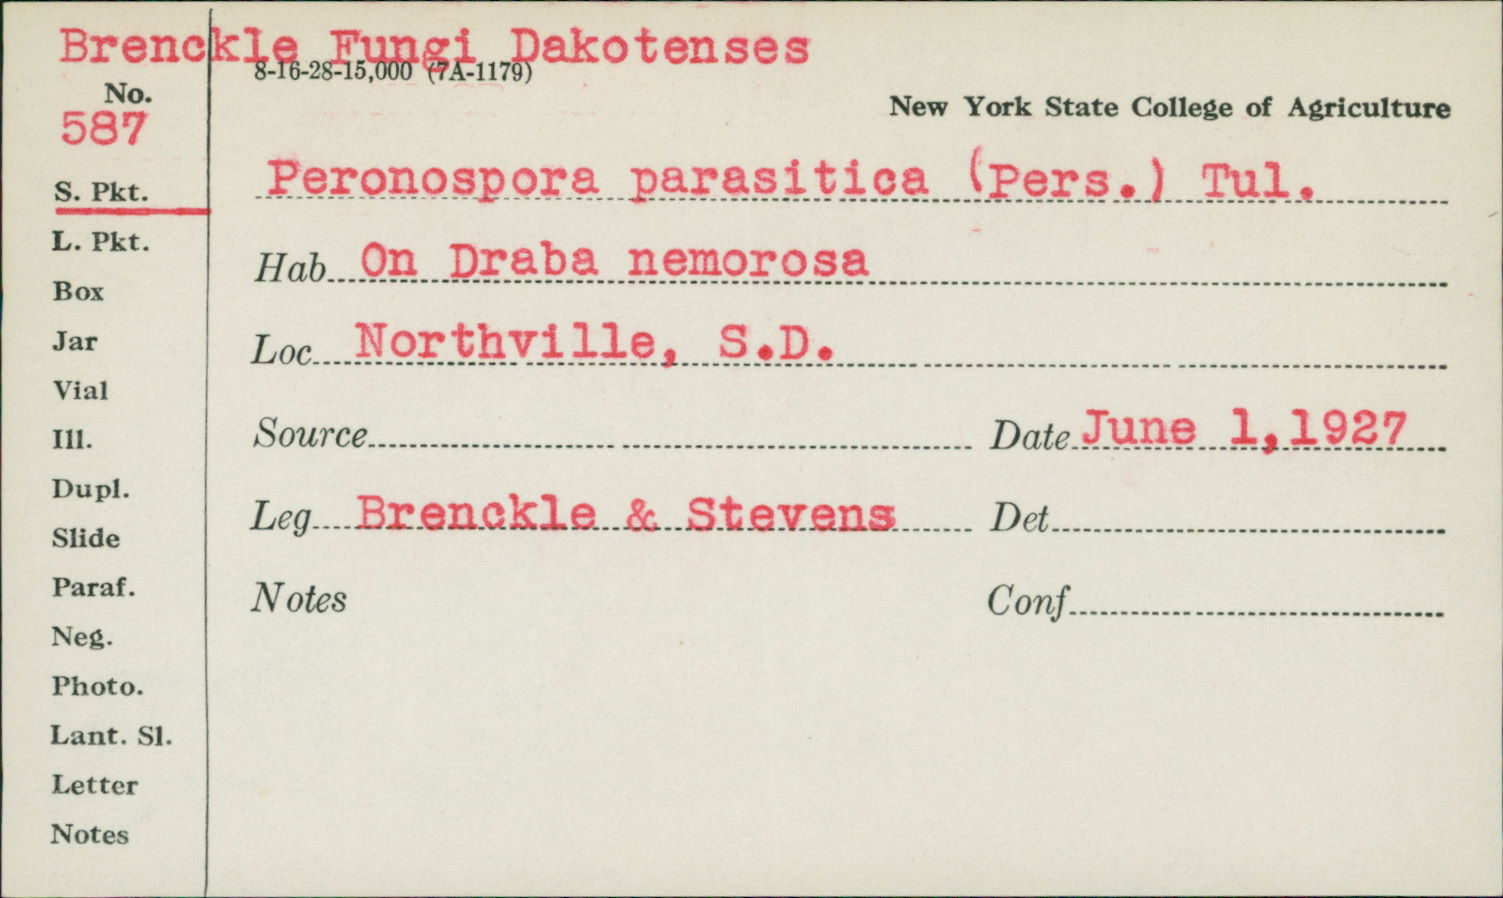 Brenckle Fungi Dakotenses
8-16-28-15,000 (7A-1179)
No.
587
New York State College of Agriculture
S. Pkt.
L. Pkt.
Box
Jar
Vial
Ill.
Dupl.
Slide
Paraf.
Neg.
Photo.
Lant. Sl.
Letter
Notes
Peronospora parasitica (Pers.) Tul.
Hab. On Draba nemorosa
Loc. Northville, S.D.
Source
Date June 1,1927
Leg. Brenckle & Stevens
Det.
Notes
Conf.